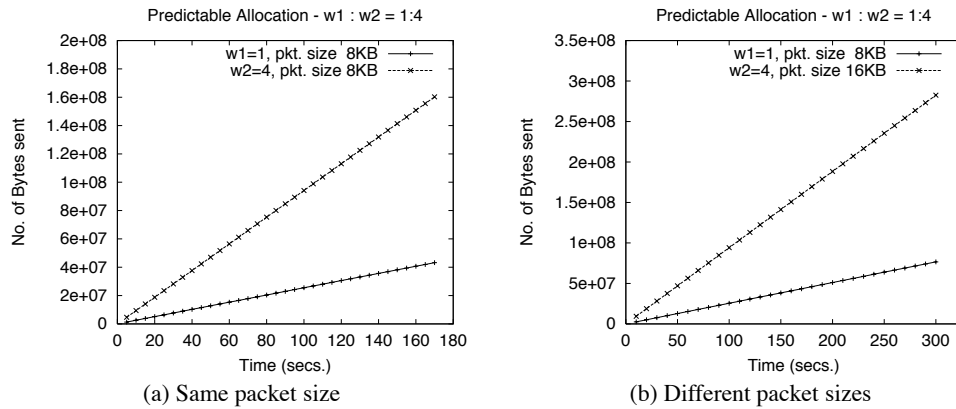 Predictable Allocation - w1 : w2 = 1:4
2e+08
1.8e+08
1.6e+08
1.4e+08
1.2e+08
1e+08
8e+07
6e+07
4e+07
2e+07
0
No. of Bytes sent
w1=1, pkt. size 8KB
w2=4, pkt. size 8KB
0 20 40 60 80 100 120 140 160 180
Time (secs.)
(a) Same packet size
Predictable Allocation - w1 : w2 = 1:4
3.5e+08
3e+08
2.5e+08
2e+08
1.5e+08
1e+08
5e+07
0
No. of Bytes sent
w1=1, pkt. size 8KB
w2=4, pkt. size 16KB
0 50 100 150 200 250 300
Time (secs.)
(b) Different packet sizes